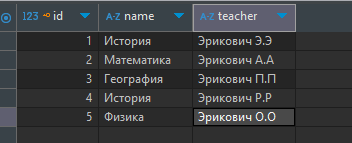 123 id A-Z name A-Z teacher
1 История Эрикович Э.Э
2 Математика Эрикович А.А
3 География Эрикович П.П
4 История Эрикович Р.Р
5 Физика Эрикович О.О